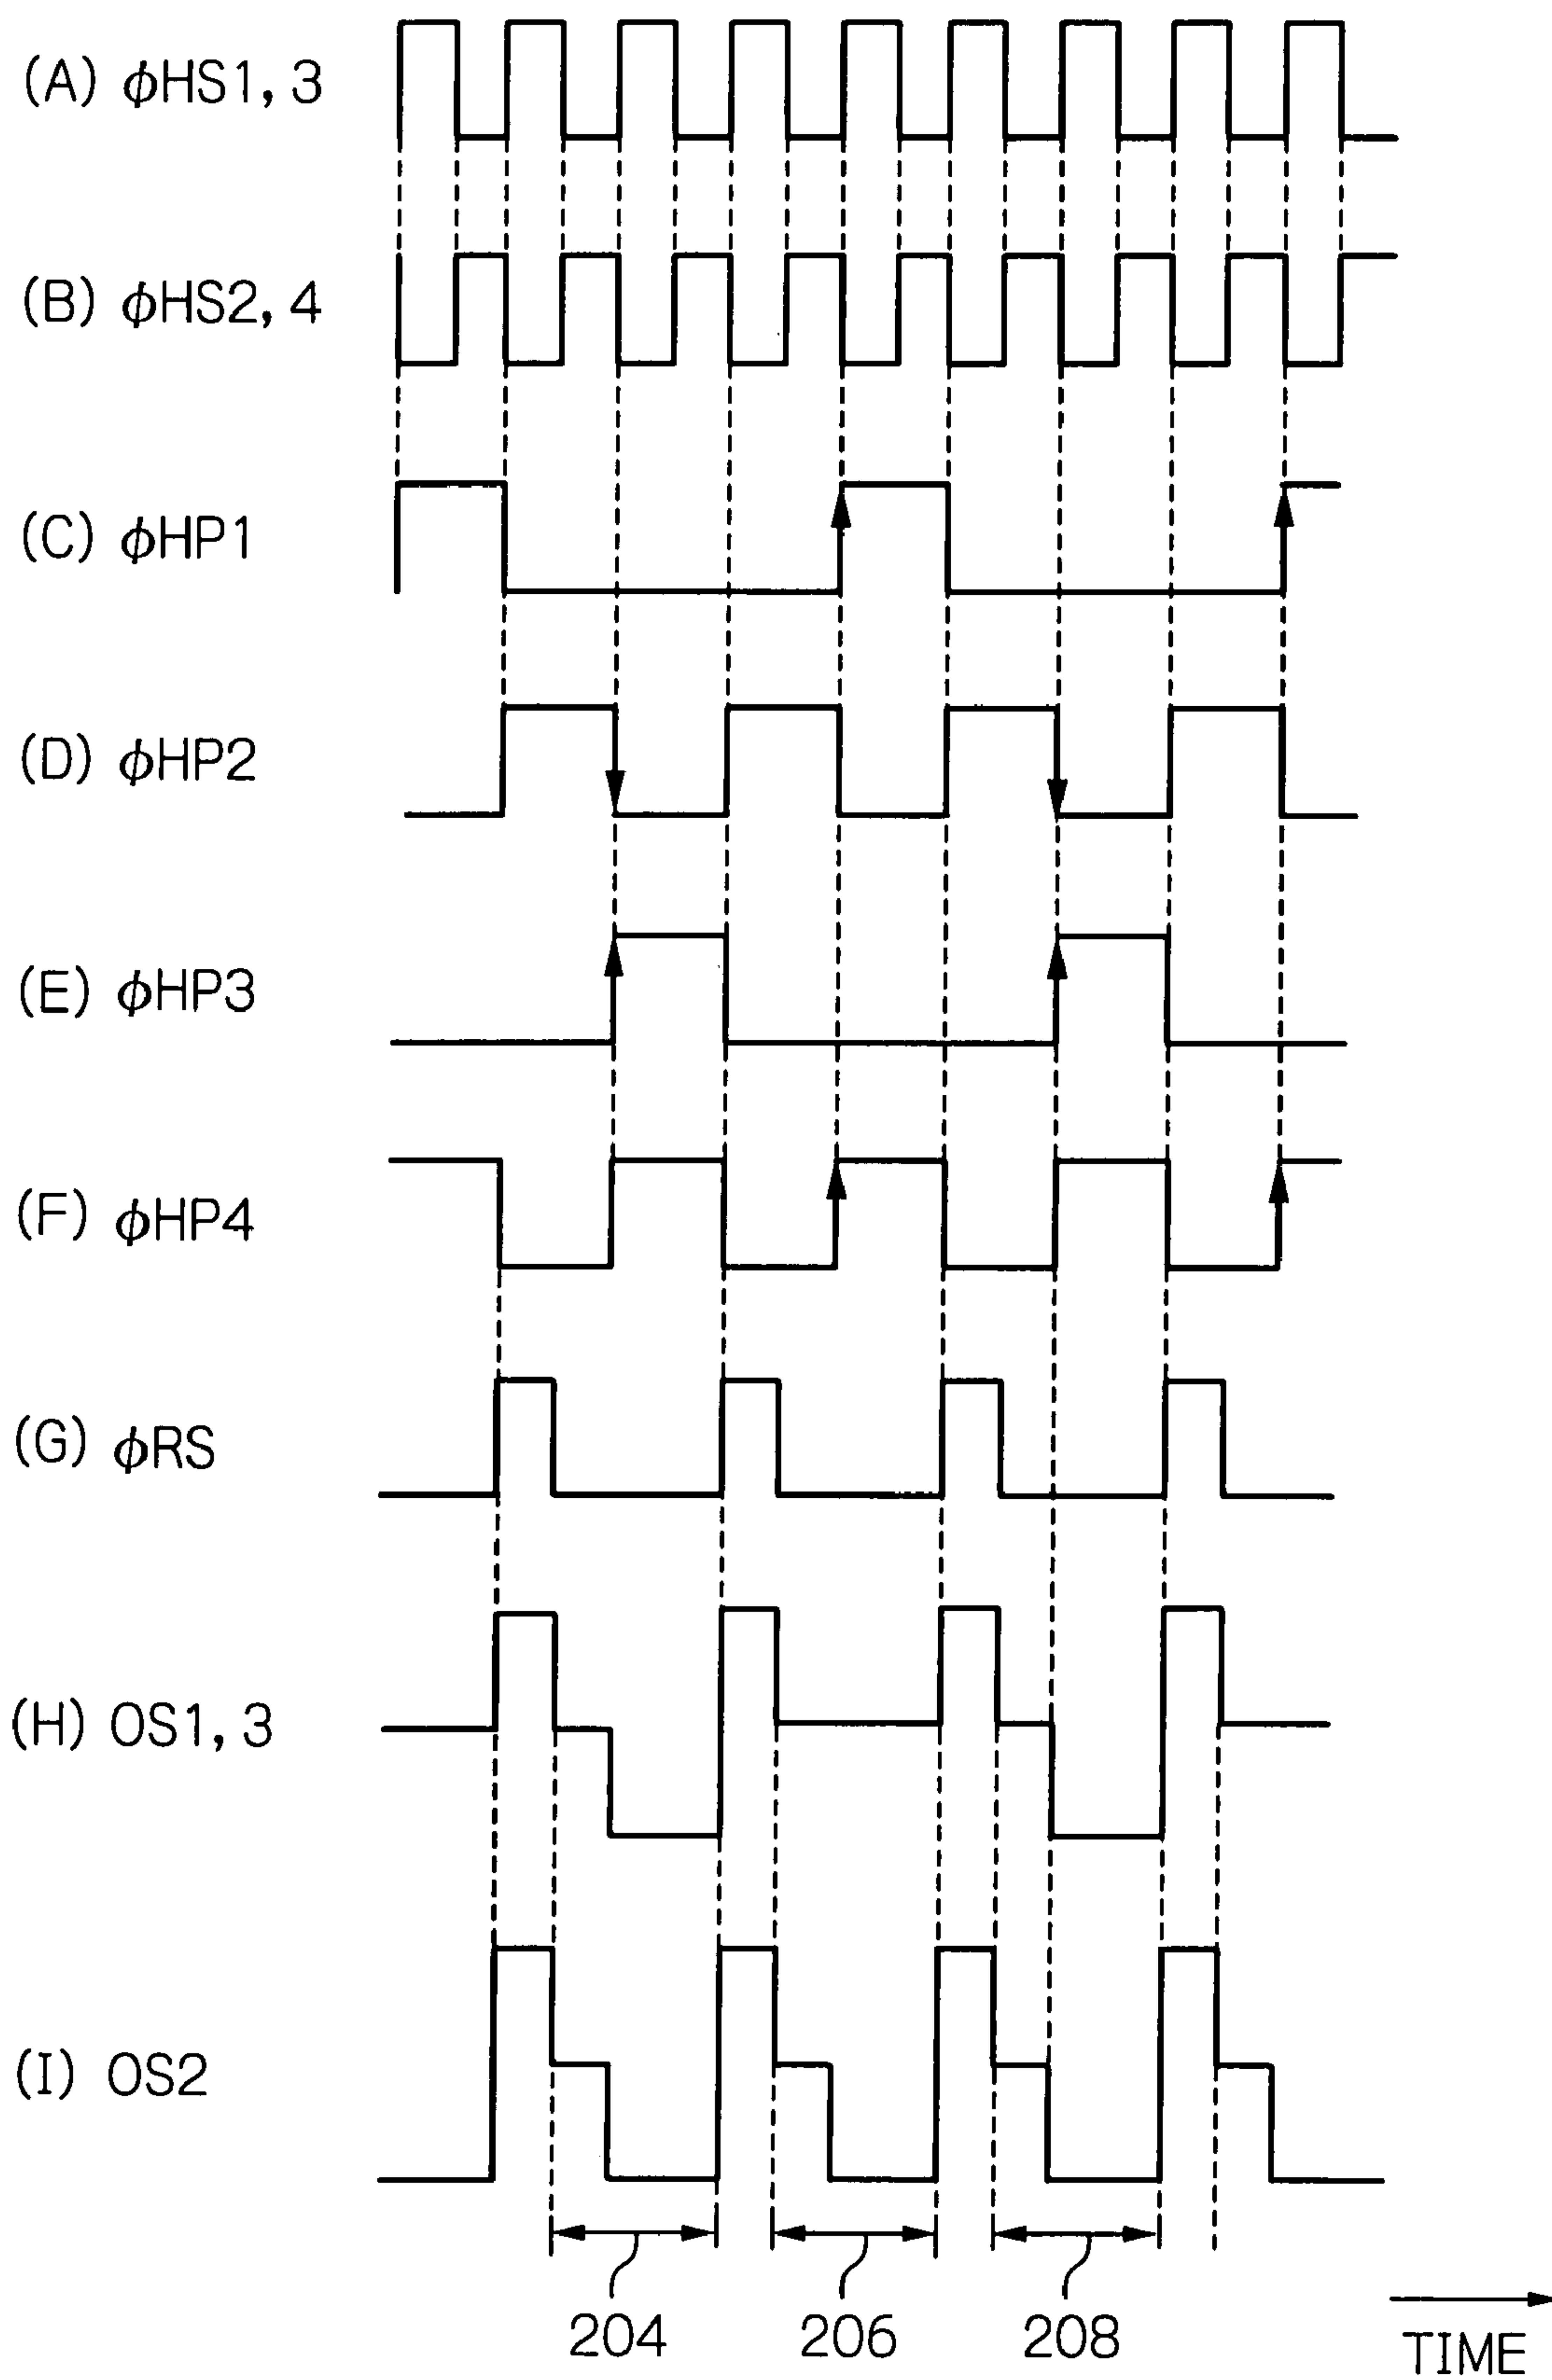 (A) ϕHS1, 3
(B) ϕHS2, 4
(C) ϕHP1
(D) ϕHP2
(E) ϕHP3
(F) ϕHP4
(G) ϕRS
(H) OS1, 3
(I) OS2
204 206 208
TIME